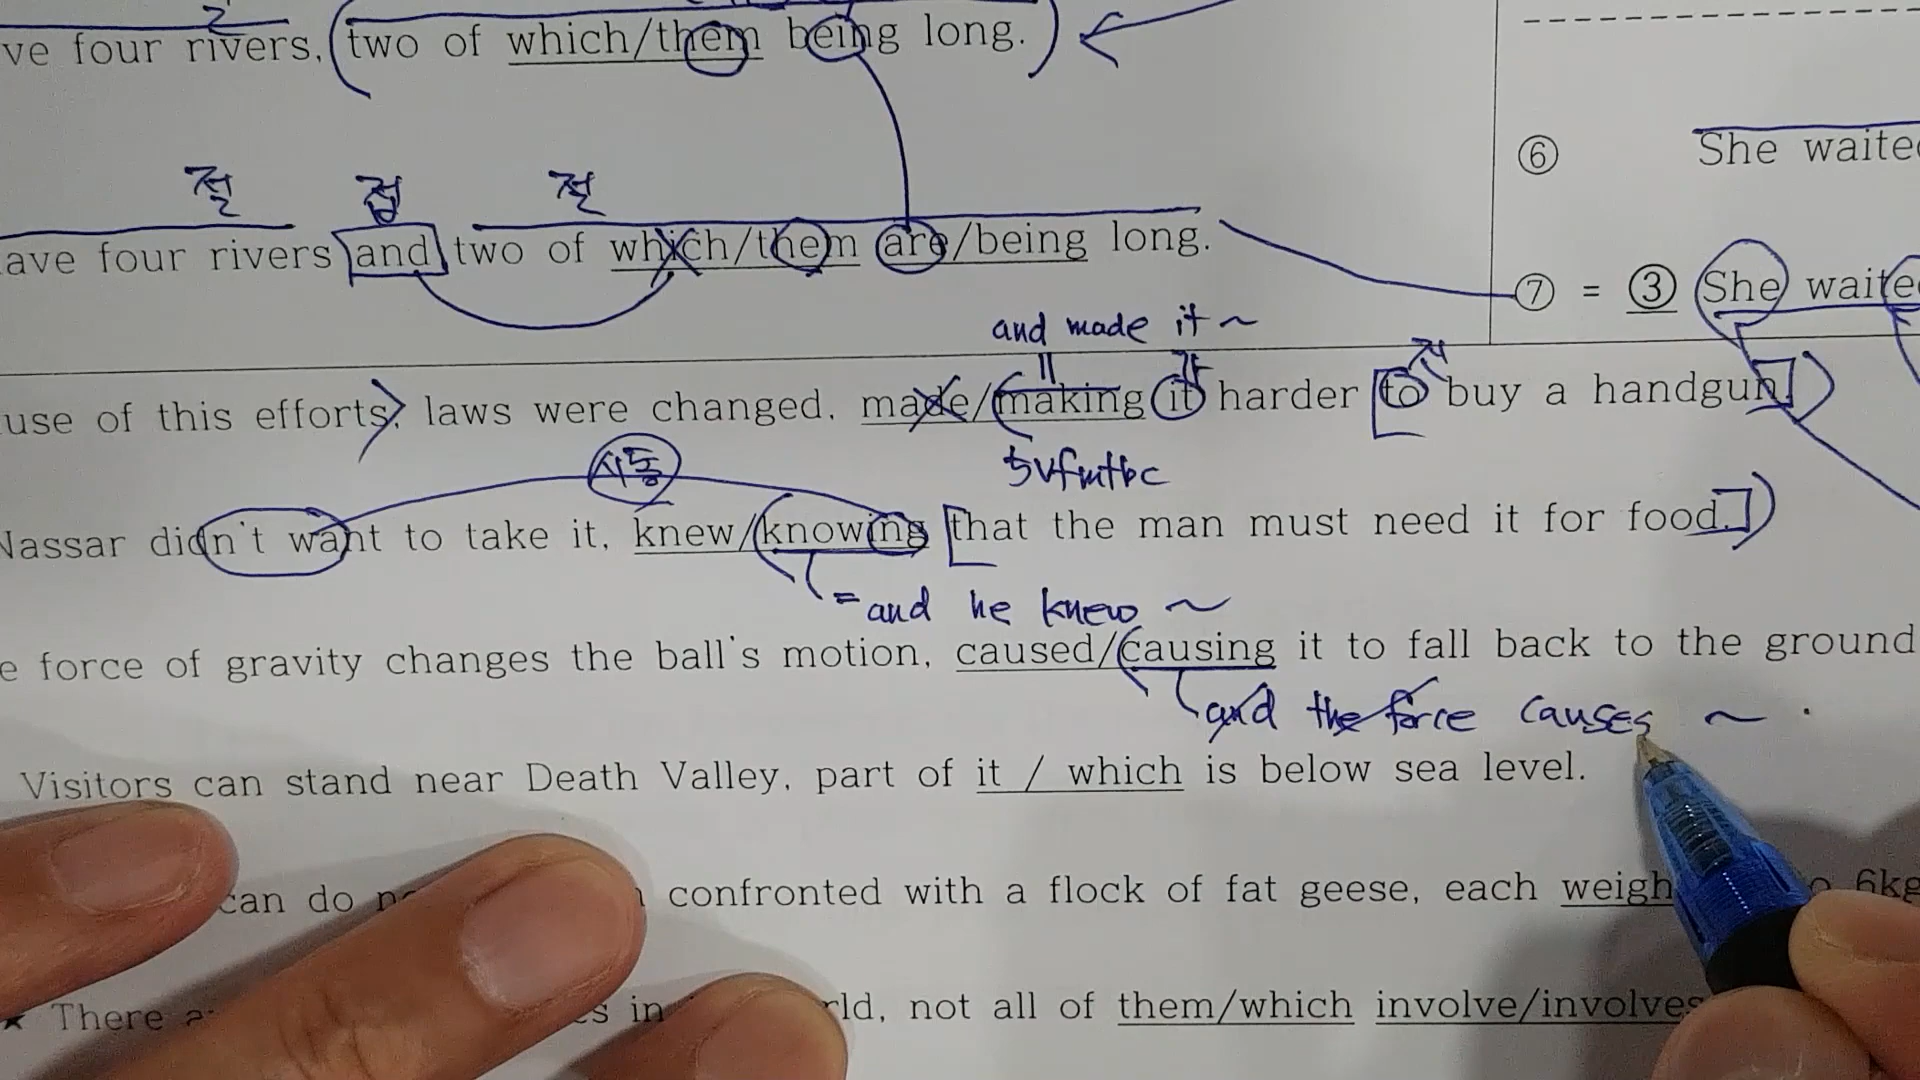 ve four rivers, two of which/them being long.
⑥ She waite
절 접 절
ave four rivers and two of which/them are/being long.
⑦ = ③ She waite
and made it ~
use of this efforts, laws were changed, made/making it harder to buy a handgun.
분사
Nassar didn't want to take it, knew/knowing that the man must need it for food.
= and he knew ~
e force of gravity changes the ball's motion, caused/causing it to fall back to the ground
and the force causes ~ .
Visitors can stand near Death Valley, part of it / which is below sea level.
can do confronted with a flock of fat geese, each weigh 6kg
★ There in rld, not all of them/which involve/involves